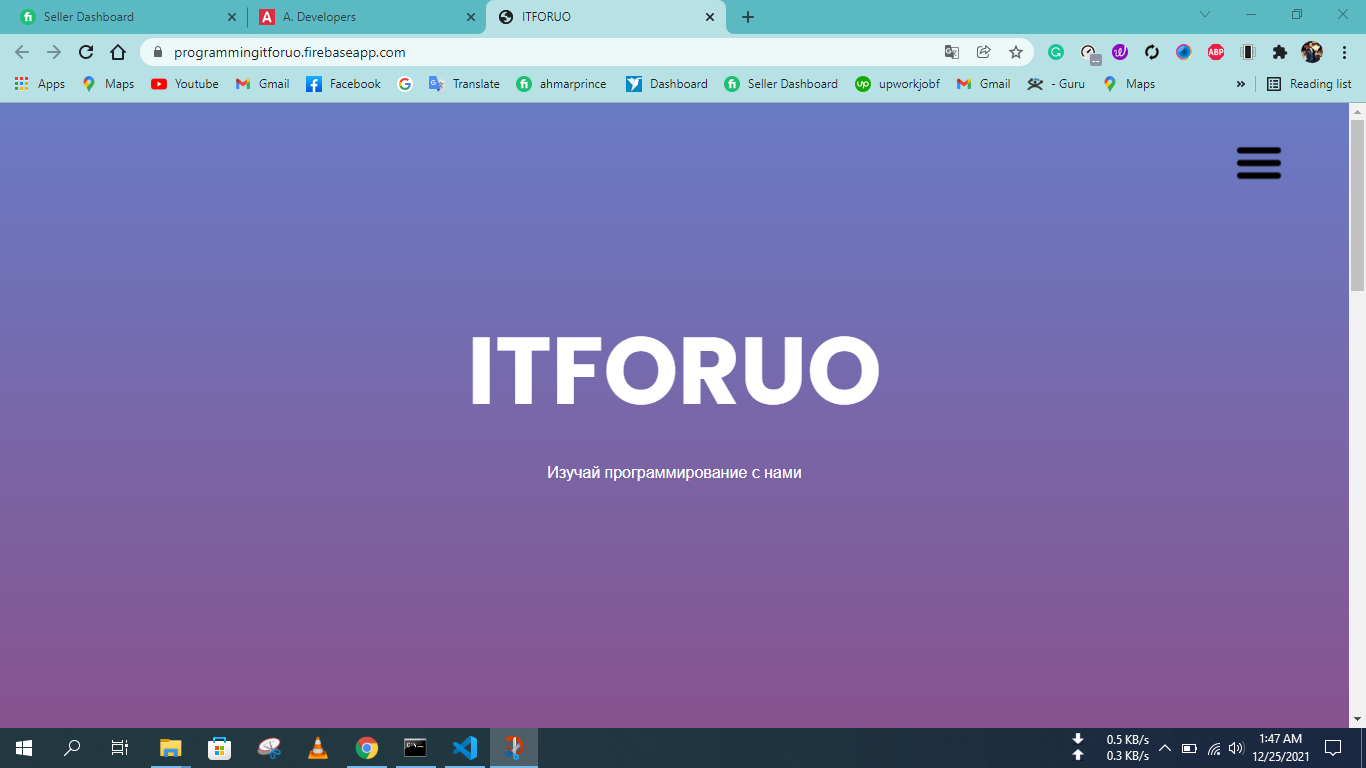 Seller Dashboard
A. Developers
ITFORUO
programmingitforuo.firebaseapp.com
Apps
Maps
Youtube
Gmail
Facebook
Translate
ahmarprince
Dashboard
Seller Dashboard
upworkjobf
Gmail
- Guru
Maps
»
Reading list
ITFORUO
Изучай программирование с нами
0.5 KB/s
0.3 KB/s
1:47 AM
12/25/2021